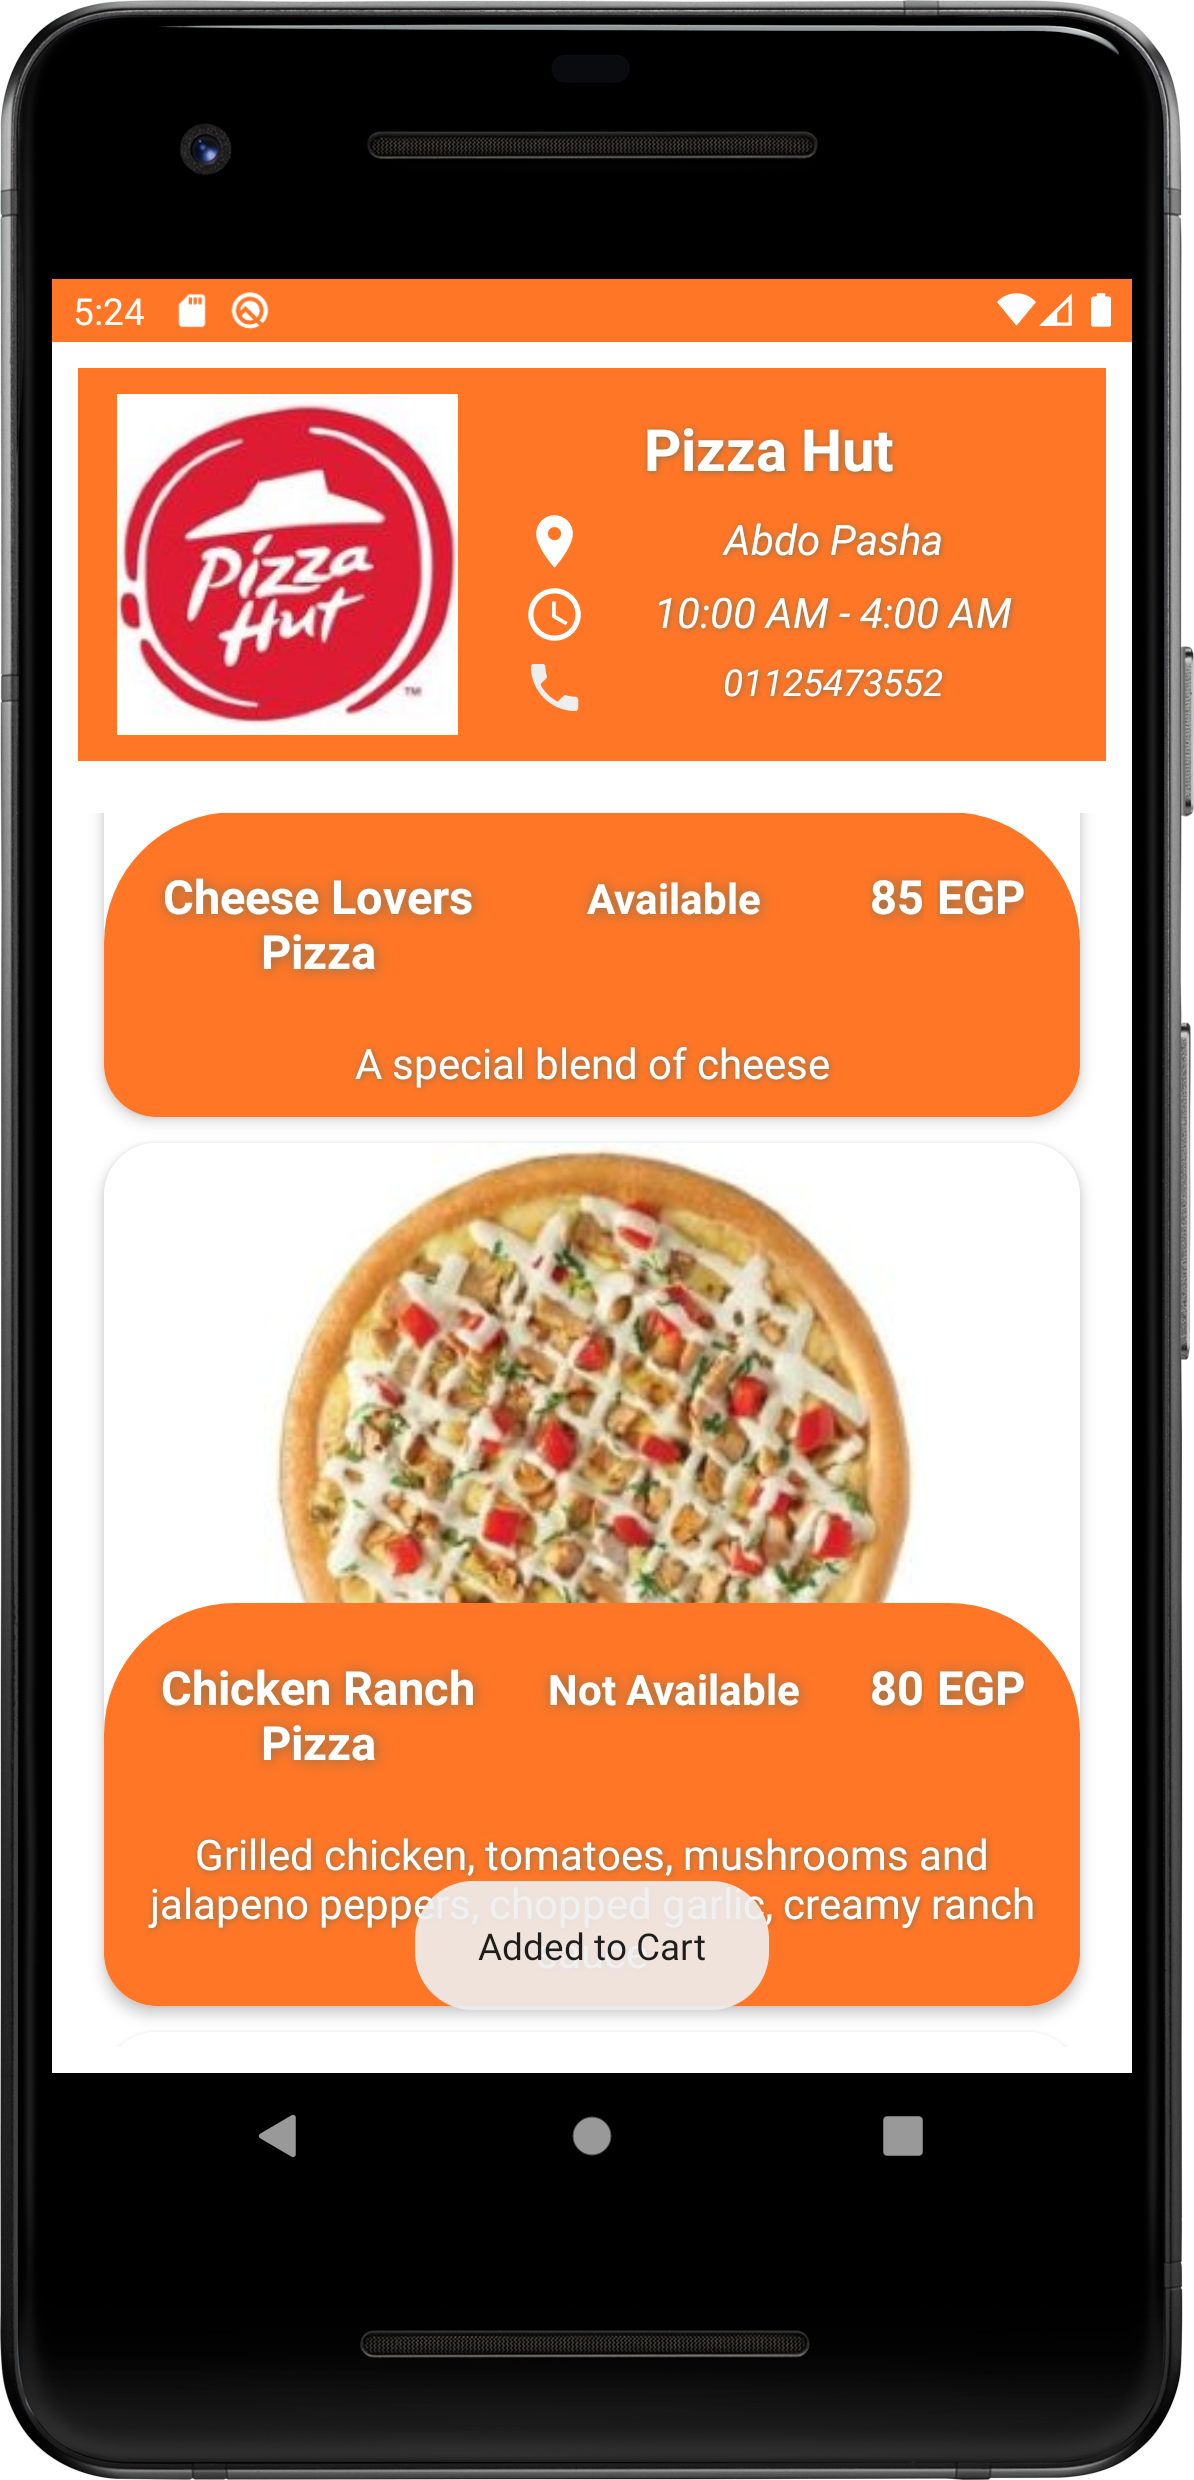 5:24
Pizza Hut
Pizza
Hut
TM
Abdo Pasha
10:00 AM - 4:00 AM
01125473552
Cheese Lovers Pizza
Available
85 EGP
A special blend of cheese
Chicken Ranch Pizza
Not Available
80 EGP
Grilled chicken, tomatoes, mushrooms and
jalapeno peppers, chopped garlic, creamy ranch
sauce
Added to Cart